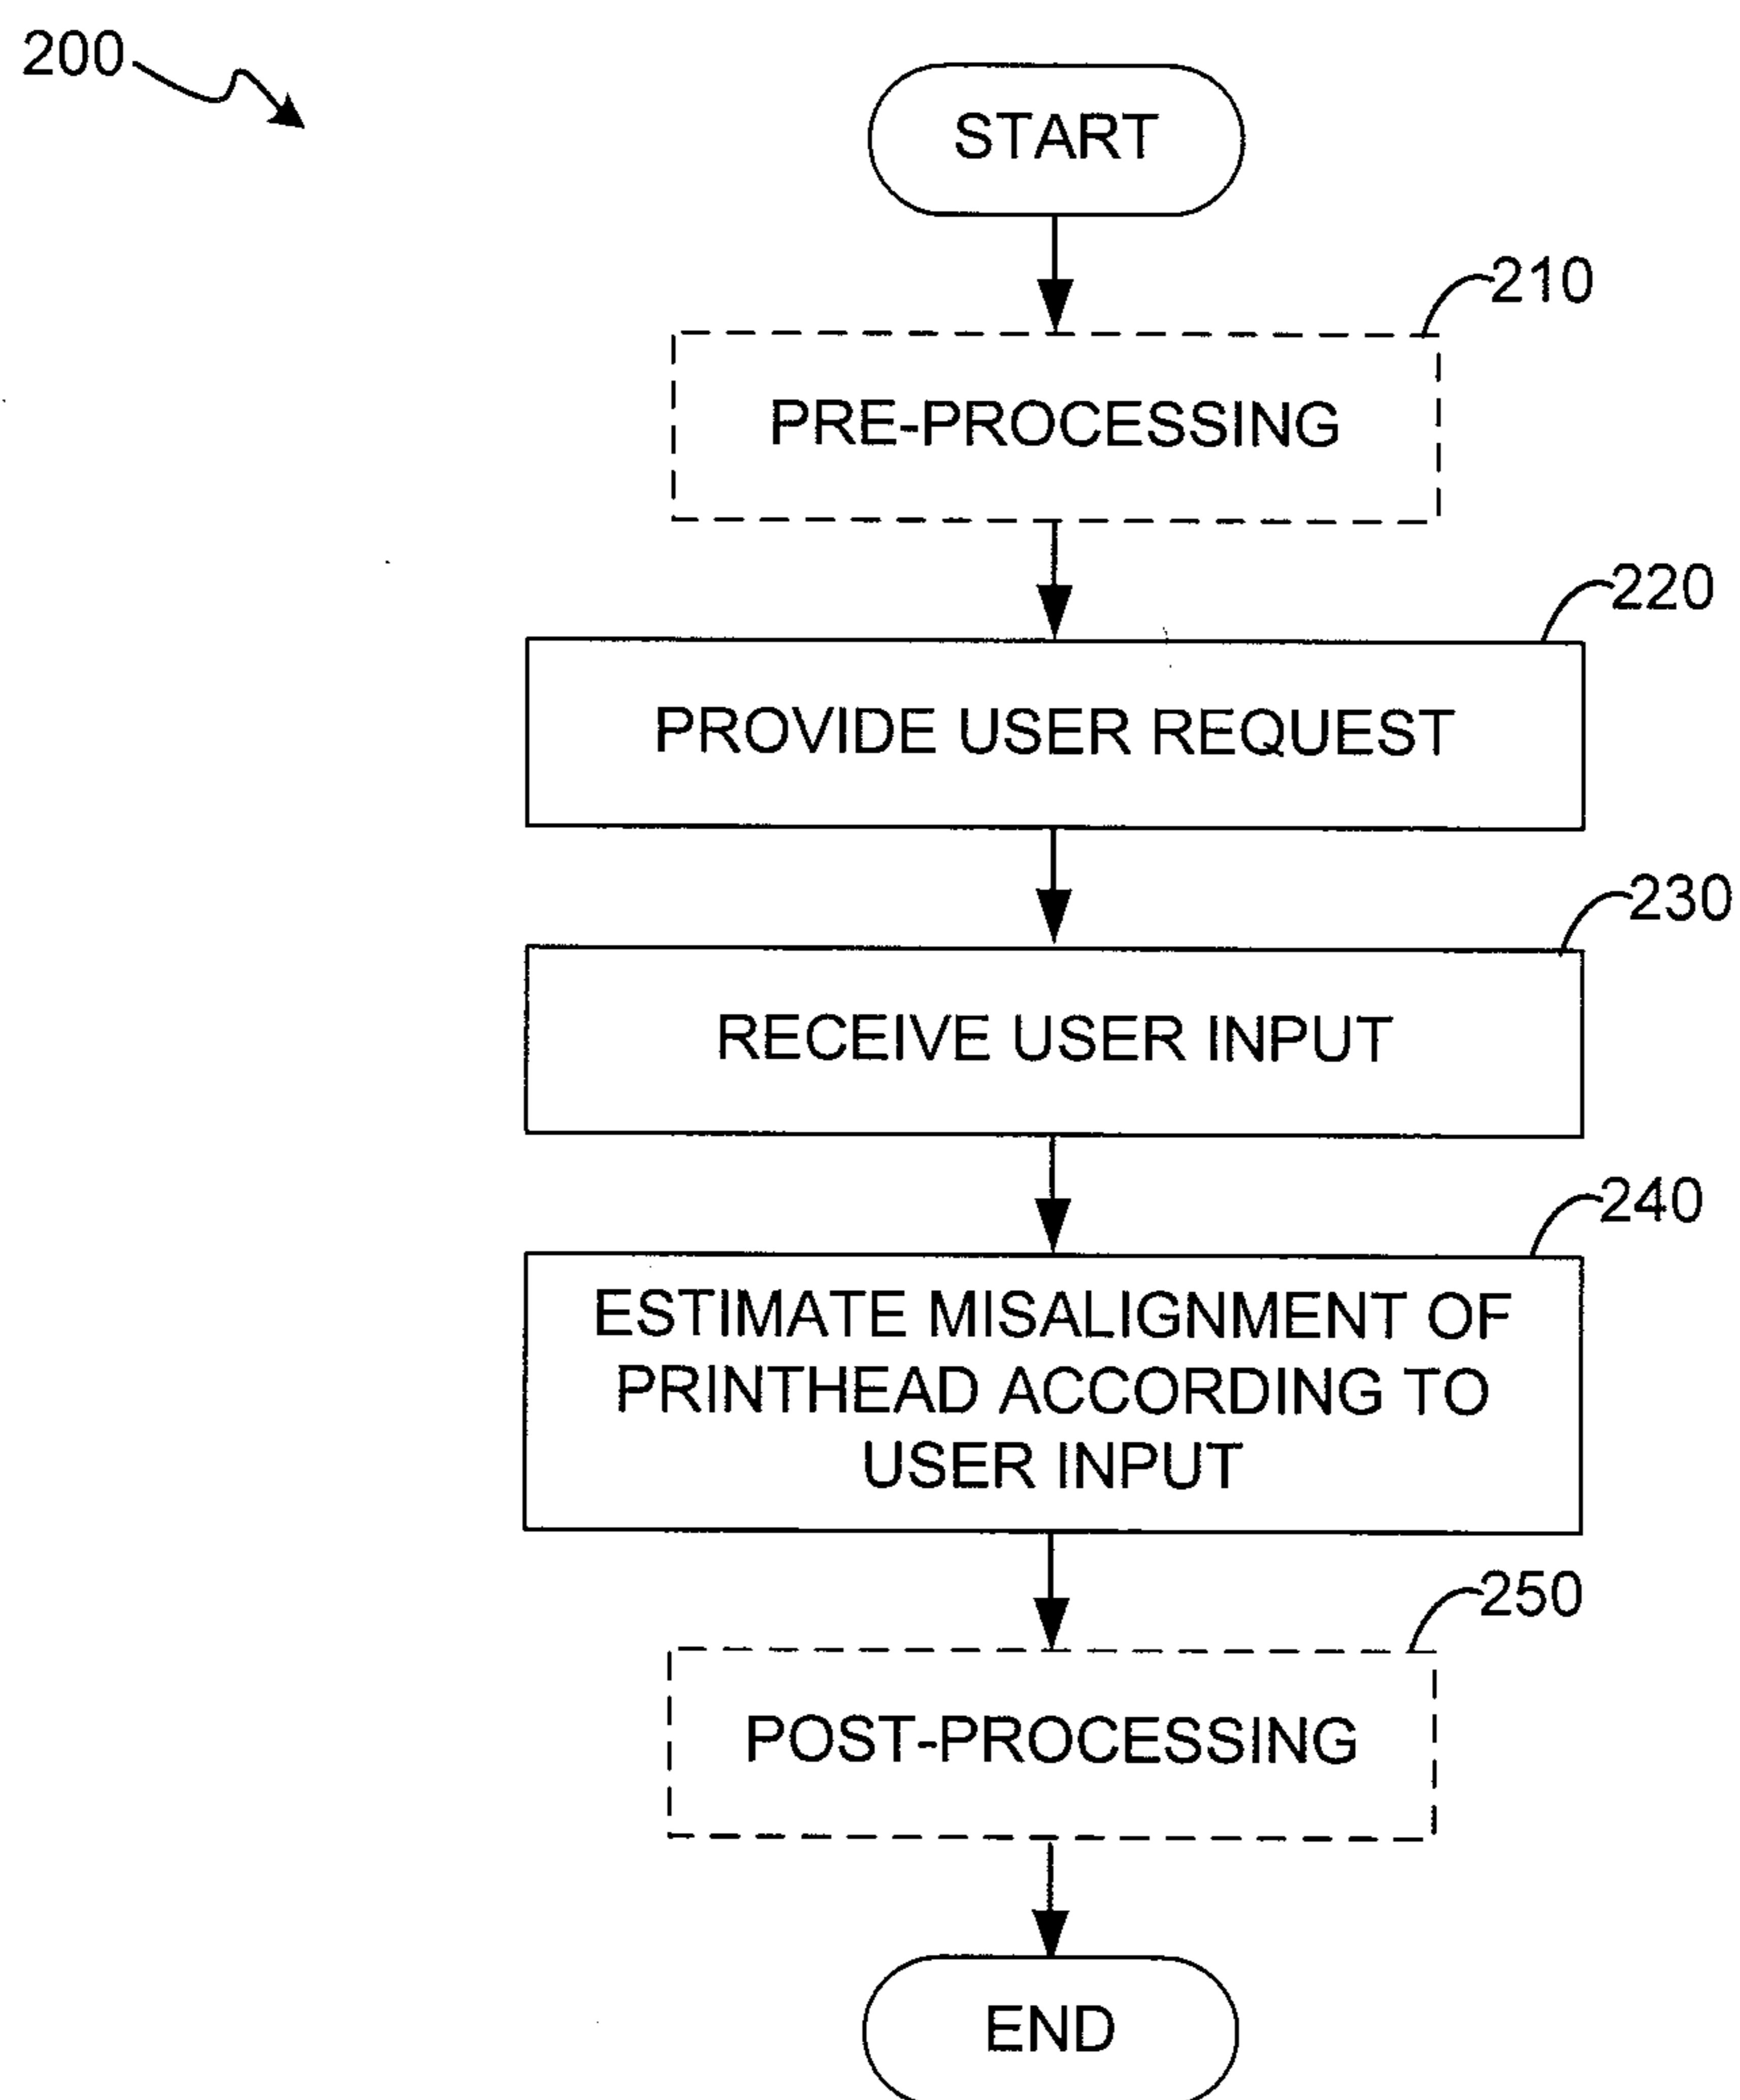 200
START
210
PRE-PROCESSING
220
PROVIDE USER REQUEST
230
RECEIVE USER INPUT
240
ESTIMATE MISALIGNMENT OF
PRINTHEAD ACCORDING TO
USER INPUT
250
POST-PROCESSING
END